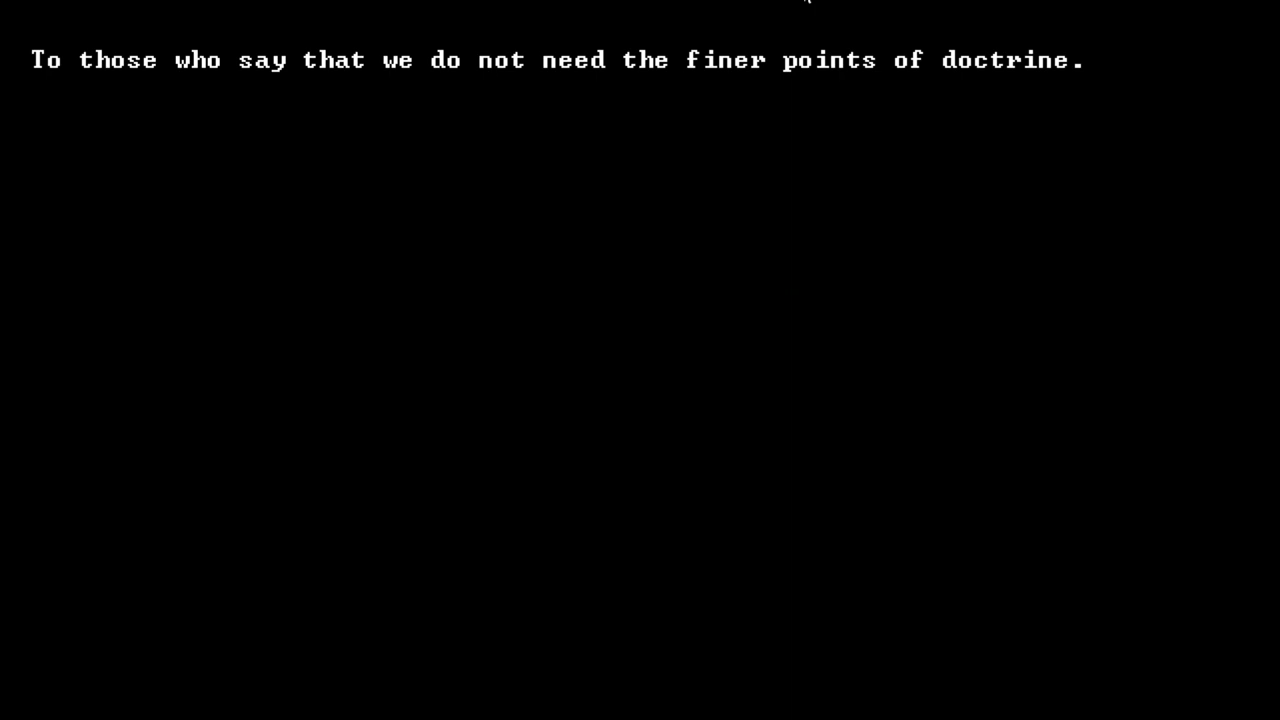 To those who say that we do not need the finer points of doctrine.